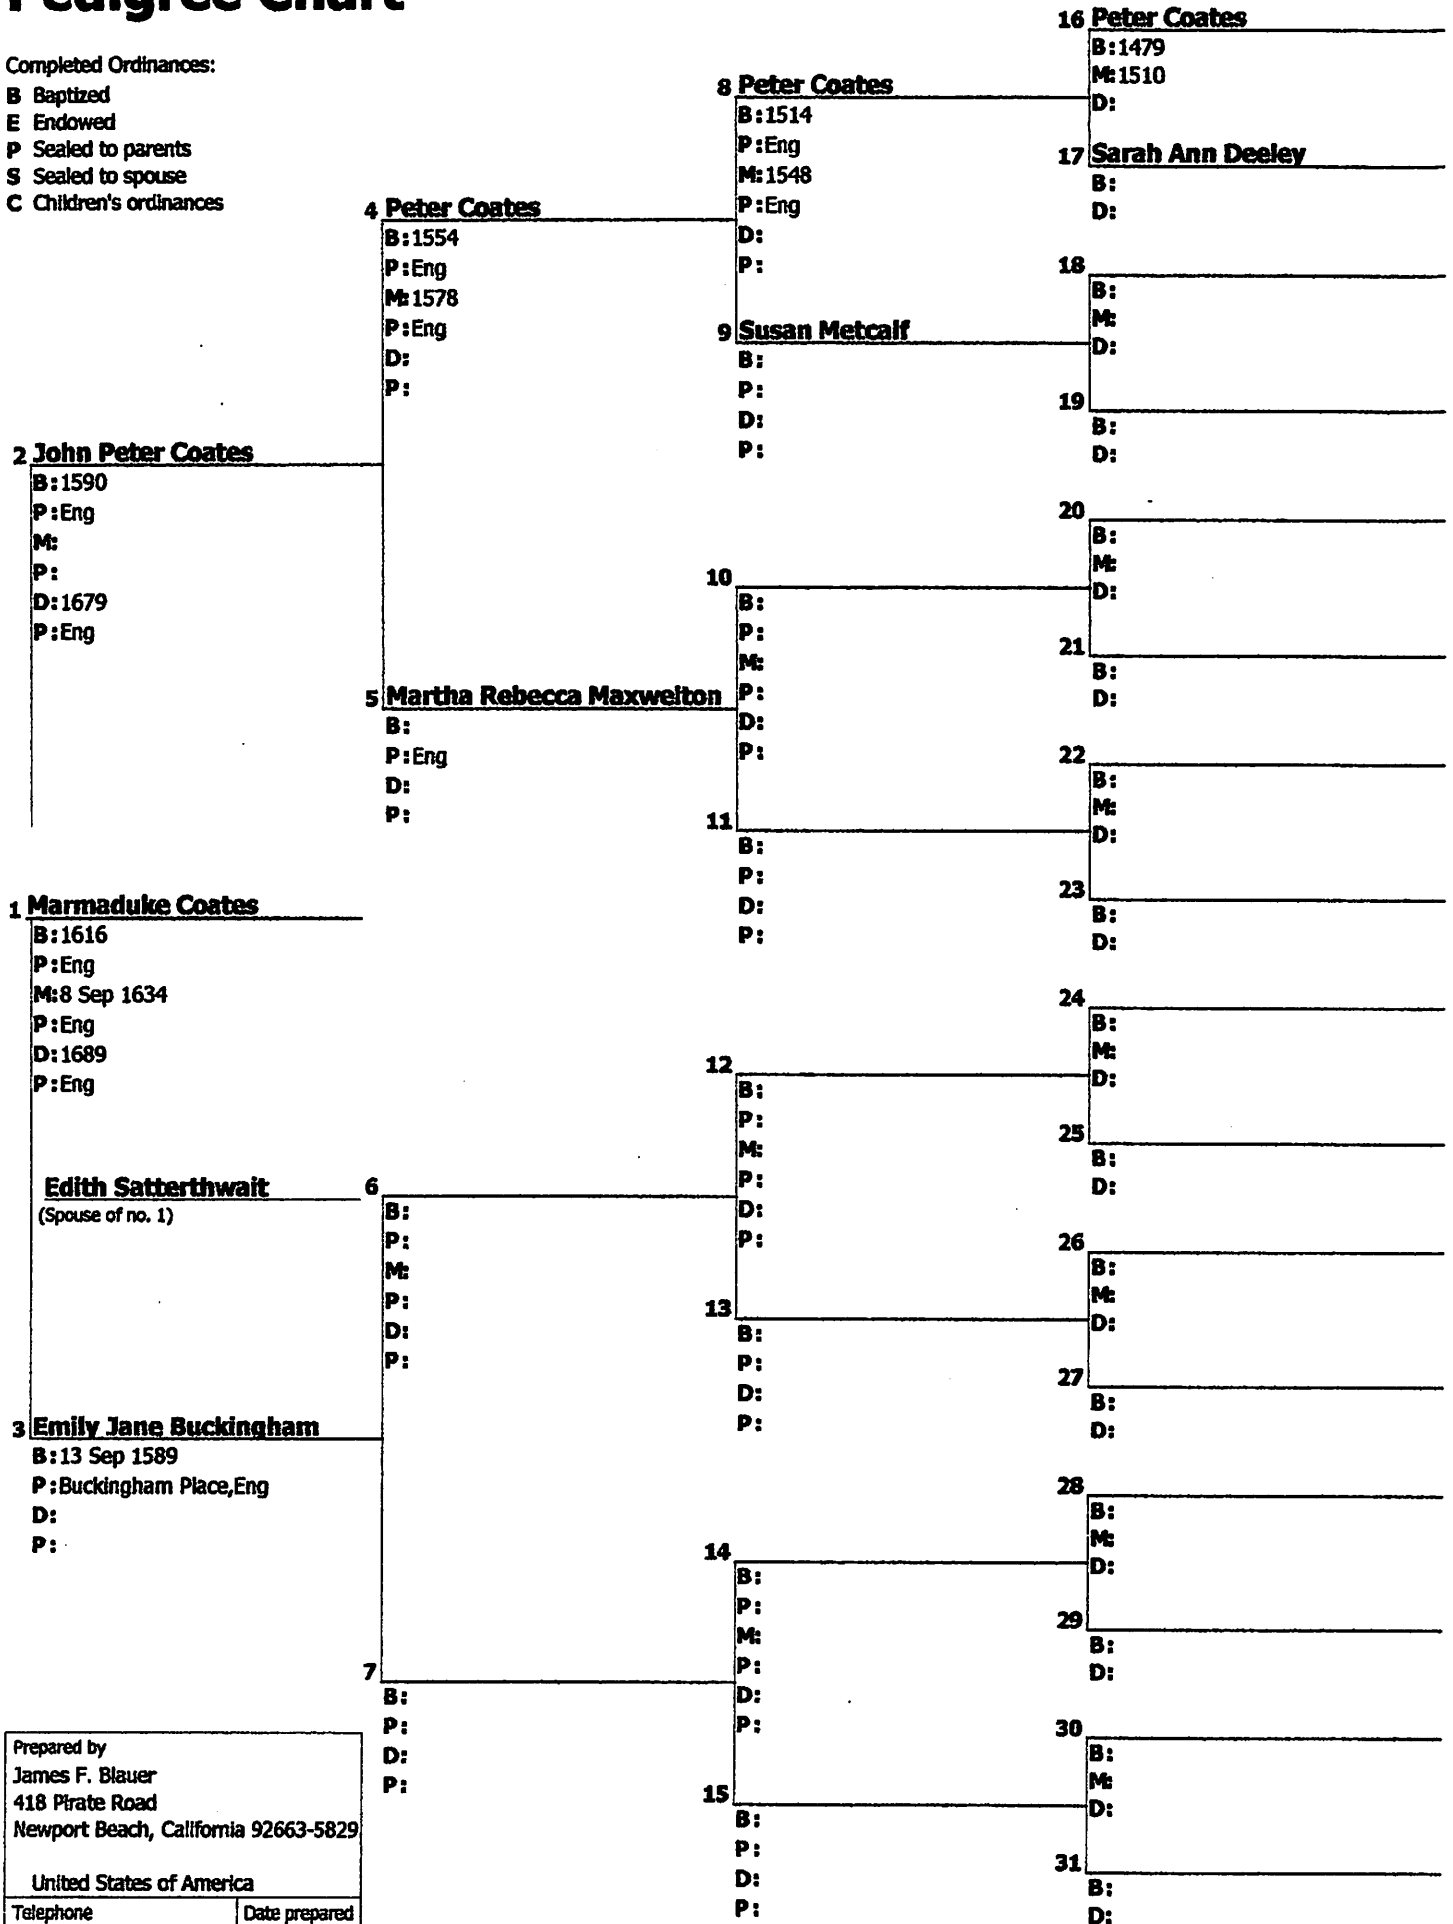 Pedigree Chart
Completed Ordinances:
B Baptized
E Endowed
P Sealed to parents
S Sealed to spouse
C Children's ordinances
2 John Peter Coates
B:1590
P:Eng
M:
P:
D:1679
P:Eng
1 Marmaduke Coates
B:1616
P:Eng
M:8 Sep 1634
P:Eng
D:1689
P:Eng
Edith Satterthwait
(Spouse of no. 1)
3 Emily Jane Buckingham
B:13 Sep 1589
P:Buckingham Place,Eng
D:
P:
Prepared by
James F. Blauer
418 Pirate Road
Newport Beach, California 92663-5829
United States of America
Telephone
Date prepared
4 Peter Coates
B:1554
P:Eng
M:1578
P:Eng
D:
P:
5 Martha Rebecca Maxwelton
B:
P:Eng
D:
P:
6
B:
P:
M:
P:
D:
P:
7
B:
P:
D:
P:
8 Peter Coates
B:1514
P:Eng
M:1548
P:Eng
D:
P:
9 Susan Metcalf
B:
P:
D:
P:
10
B:
P:
M:
P:
D:
P:
11
B:
P:
D:
P:
12
B:
P:
M:
P:
D:
P:
13
B:
P:
D:
P:
14
B:
P:
M:
P:
D:
P:
15
B:
P:
D:
P:
16 Peter Coates
B:1479
M:1510
D:
17 Sarah Ann Deeley
B:
D:
18
B:
M:
D:
19
B:
D:
20
B:
M:
D:
21
B:
D:
22
B:
M:
D:
23
B:
D:
24
B:
M:
D:
25
B:
D:
26
B:
M:
D:
27
B:
D:
28
B:
M:
D:
29
B:
D:
30
B:
M:
D:
31
B:
D: